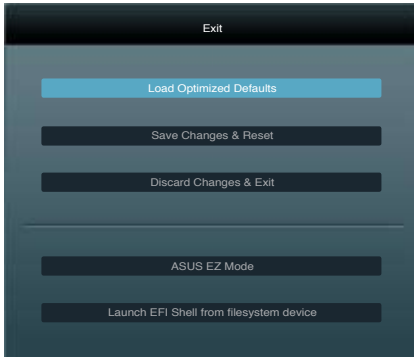 Exit
Load Optimized Defaults
Save Changes & Reset
Discard Changes & Exit
ASUS EZ Mode
Launch EFI Shell from filesystem device